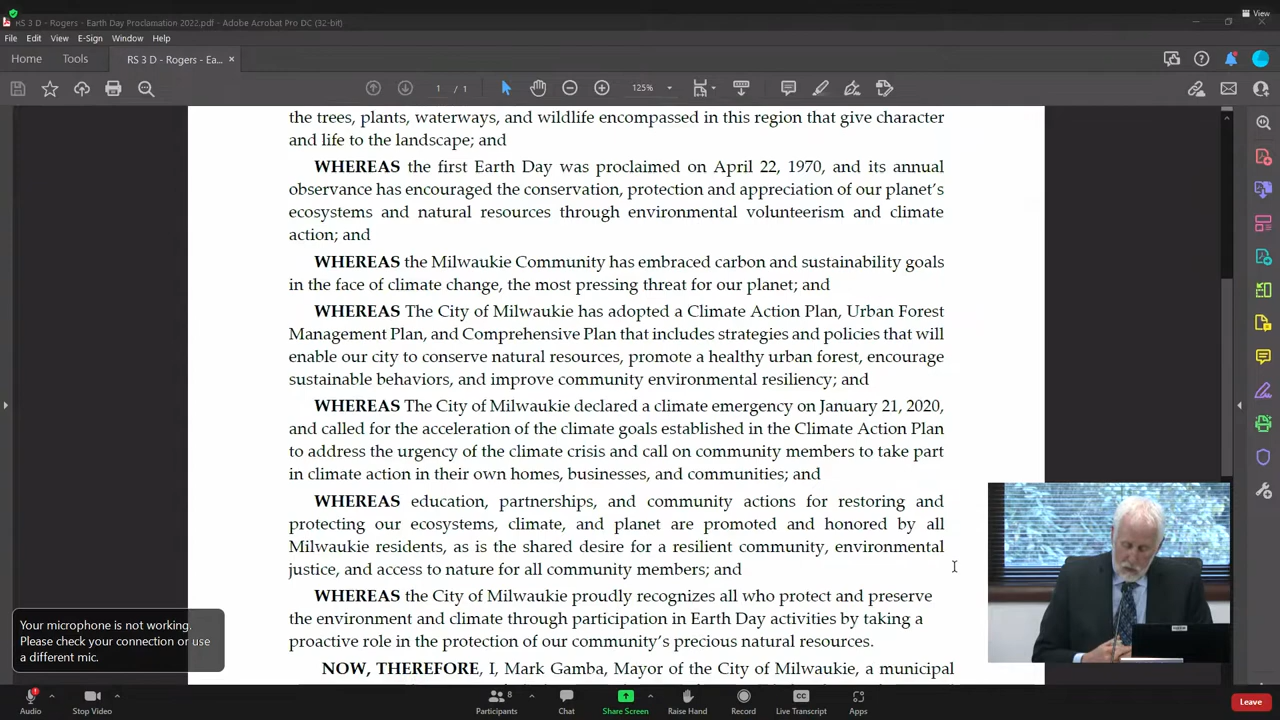 View
RS 3 D - Rogers - Earth Day Proclamation 2022.pdf - Adobe Acrobat Pro DC (32-bit)
File Edit View E-Sign Window Help
Home Tools RS 3 D - Rogers - Ea... ×
1 / 1 125%
the trees, plants, waterways, and wildlife encompassed in this region that give character
and life to the landscape; and
WHEREAS the first Earth Day was proclaimed on April 22, 1970, and its annual
observance has encouraged the conservation, protection and appreciation of our planet’s
ecosystems and natural resources through environmental volunteerism and climate
action; and
WHEREAS the Milwaukie Community has embraced carbon and sustainability goals
in the face of climate change, the most pressing threat for our planet; and
WHEREAS The City of Milwaukie has adopted a Climate Action Plan, Urban Forest
Management Plan, and Comprehensive Plan that includes strategies and policies that will
enable our city to conserve natural resources, promote a healthy urban forest, encourage
sustainable behaviors, and improve community environmental resiliency; and
WHEREAS The City of Milwaukie declared a climate emergency on January 21, 2020,
and called for the acceleration of the climate goals established in the Climate Action Plan
to address the urgency of the climate crisis and call on community members to take part
in climate action in their own homes, businesses, and communities; and
WHEREAS education, partnerships, and community actions for restoring and
protecting our ecosystems, climate, and planet are promoted and honored by all
Milwaukie residents, as is the shared desire for a resilient community, environmental
justice, and access to nature for all community members; and
WHEREAS the City of Milwaukie proudly recognizes all who protect and preserve
the environment and climate through participation in Earth Day activities by taking a
proactive role in the protection of our community’s precious natural resources.
NOW, THEREFORE, I, Mark Gamba, Mayor of the City of Milwaukie, a municipal
Your microphone is not working.
Please check your connection or use
a different mic.
Audio Stop Video Participants 8 Chat Share Screen Raise Hand Record CC Live Transcript Apps Leave